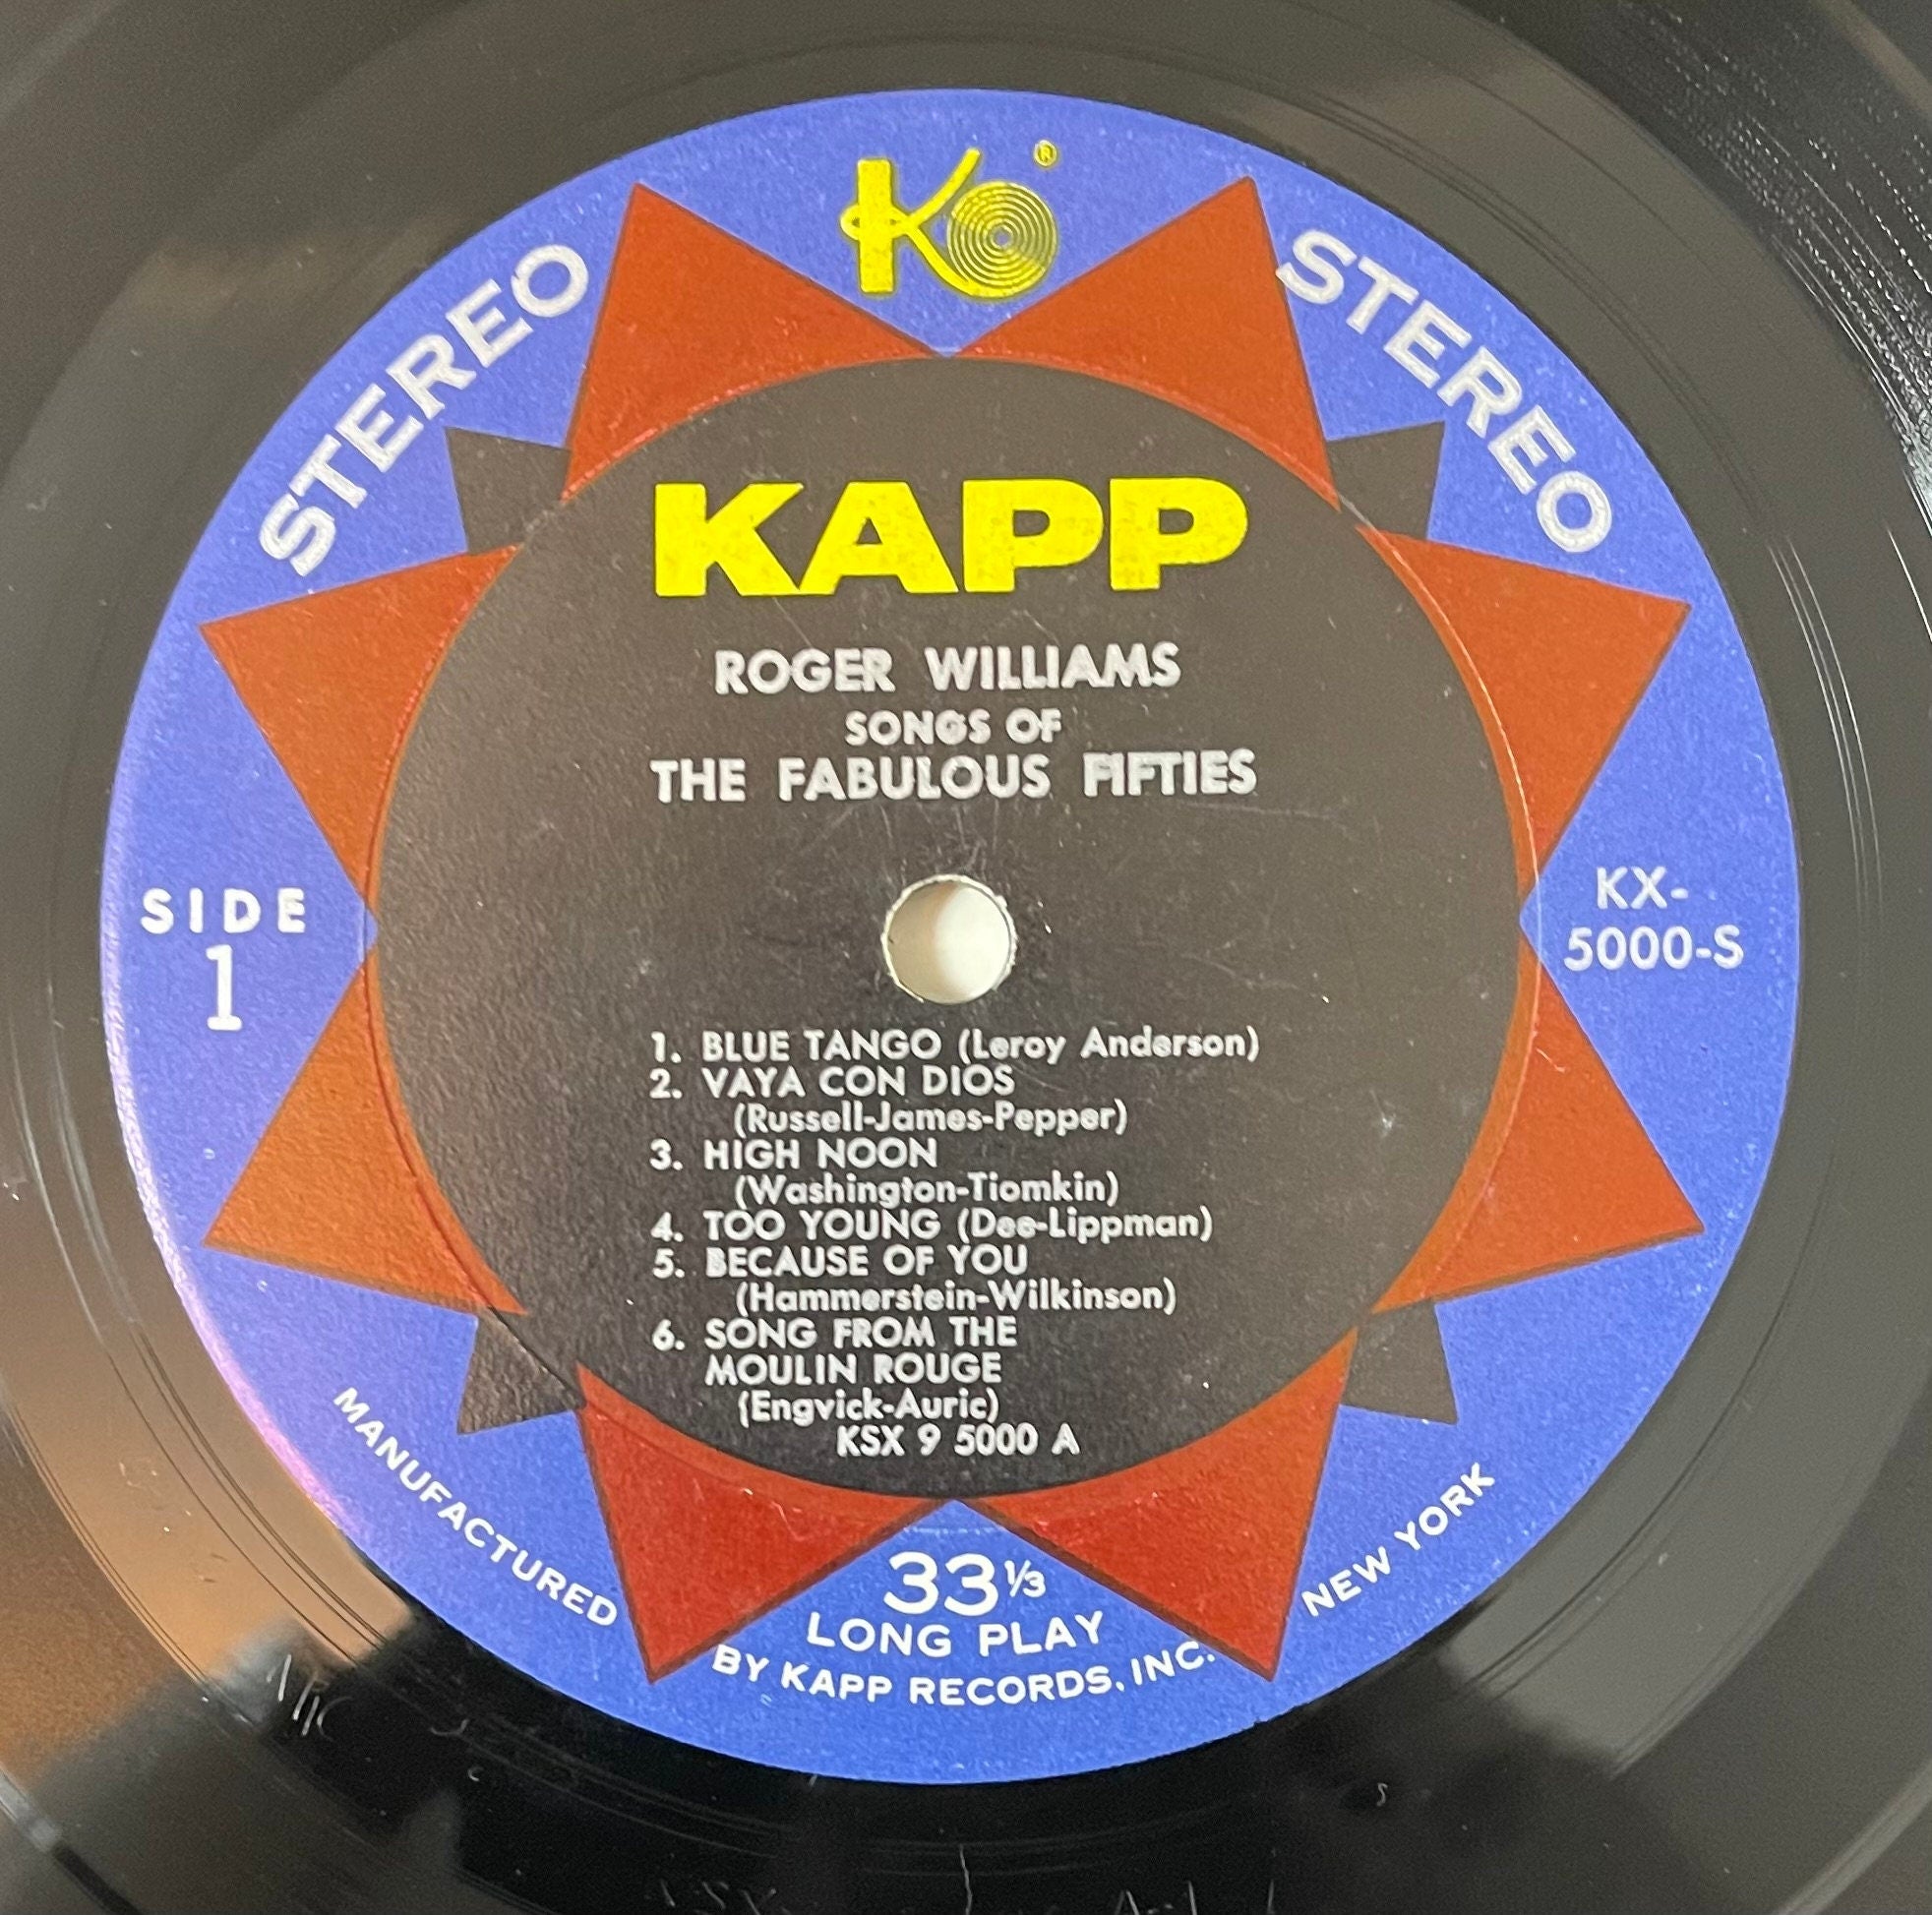 K ®
STEREO
STEREO
KAPP
ROGER WILLIAMS
SONGS OF
THE FABULOUS FIFTIES
SIDE
1
KX-
5000-S
1. BLUE TANGO (Leroy Anderson)
2. VAYA CON DIOS
(Russell-James-Pepper)
3. HIGH NOON
(Washington-Tiomkin)
4. TOO YOUNG (Dee-Lippman)
5. BECAUSE OF YOU
(Hammerstein-Wilkinson)
6. SONG FROM THE
MOULIN ROUGE
(Engvick-Auric)
KSX 9 5000 A
33⅓
LONG PLAY
MANUFACTURED BY KAPP RECORDS, INC. NEW YORK